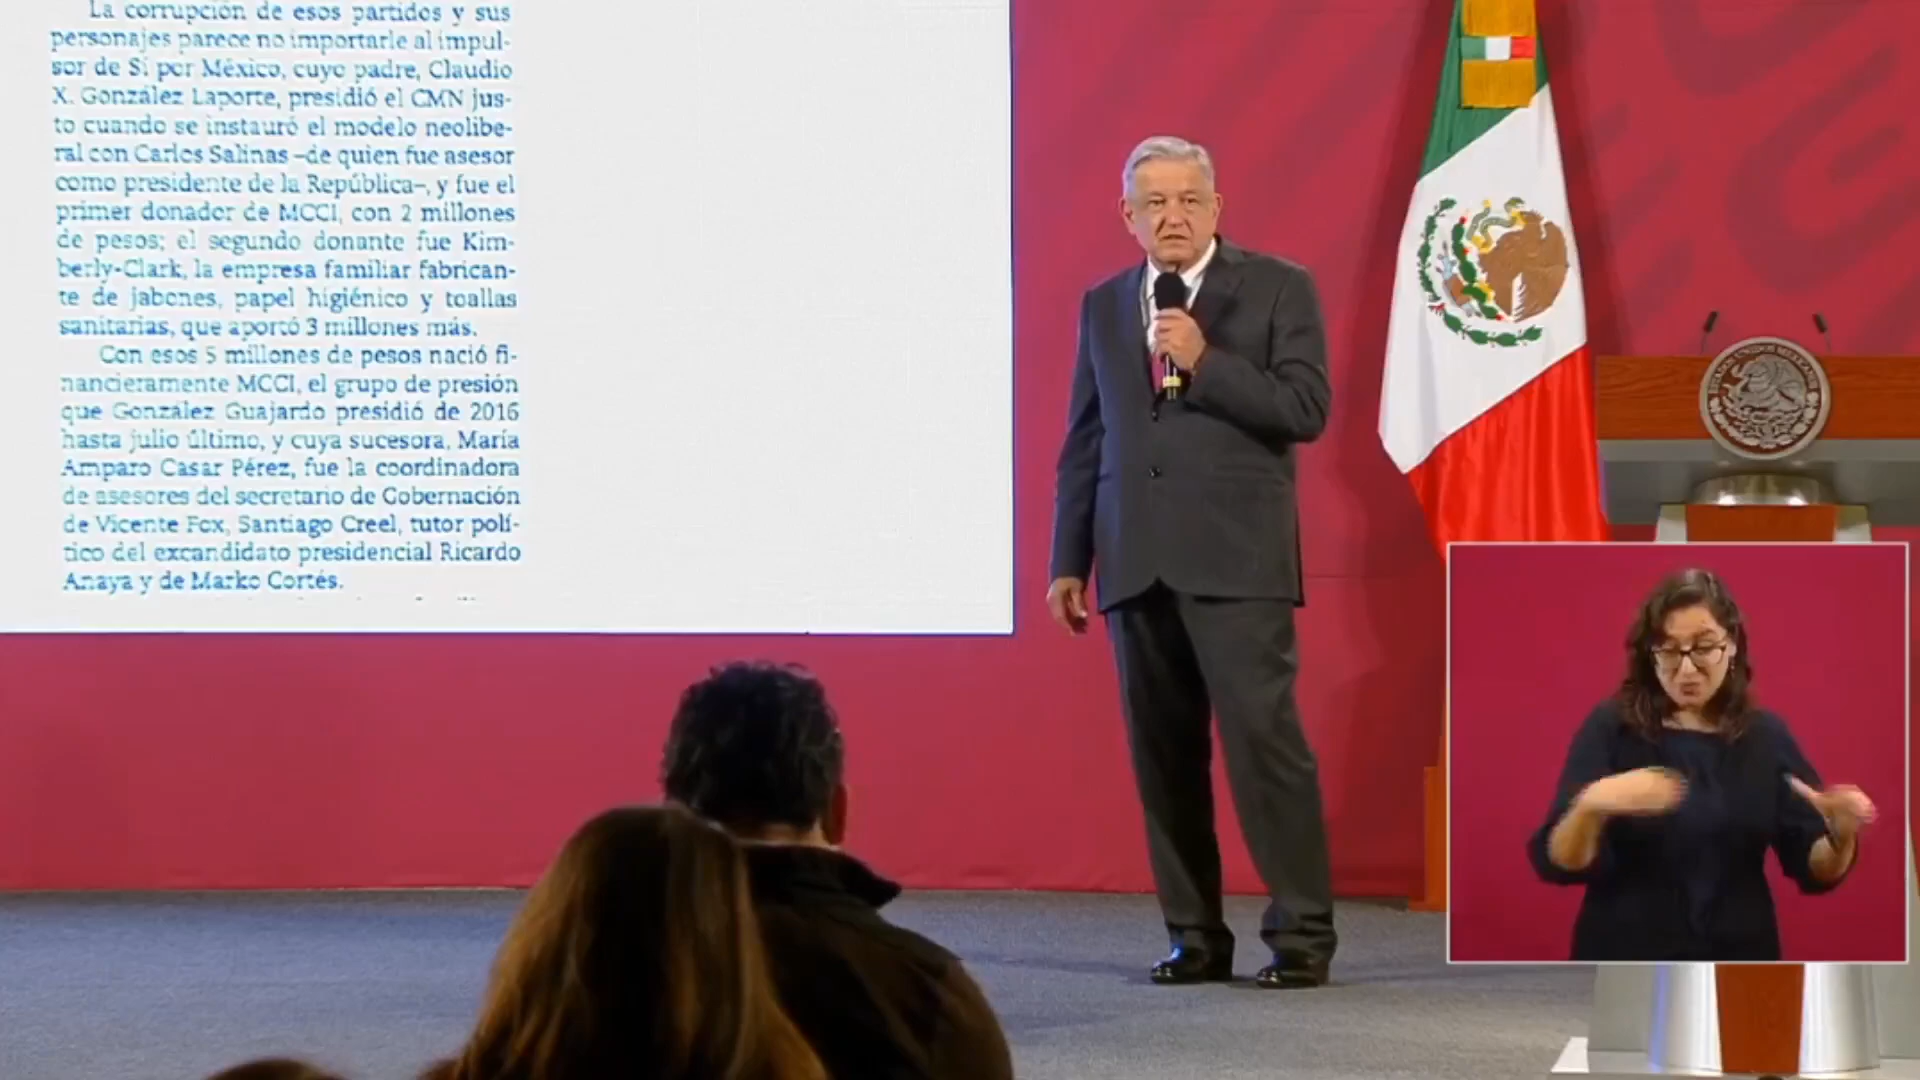 La corrupción de esos partidos y sus
personajes parece no importarle al impul-
sor de Sí por México, cuyo padre, Claudio
X. González Laporte, presidió el CMN jus-
to cuando se instauró el modelo neolibe-
ral con Carlos Salinas –de quien fue asesor
como presidente de la República–, y fue el
primer donador de MCCI, con 2 millones
de pesos; el segundo donante fue Kim-
berly-Clark, la empresa familiar fabrican-
te de jabones, papel higiénico y toallas
sanitarias, que aportó 3 millones más.
Con esos 5 millones de pesos nació fi-
nancieramente MCCI, el grupo de presión
que González Guajardo presidió de 2016
hasta julio último, y cuya sucesora, María
Amparo Casar Pérez, fue la coordinadora
de asesores del secretario de Gobernación
de Vicente Fox, Santiago Creel, tutor polí-
tico del excandidato presidencial Ricardo
Anaya y de Marko Cortés.
ESTADOS UNIDOS MEXICANOS